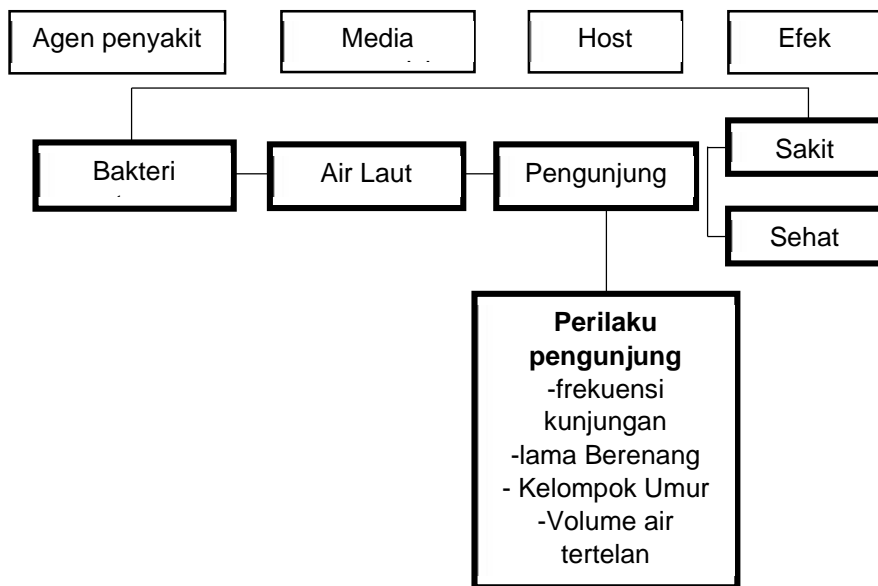 Agen penyakit
Media
Host
Efek
Bakteri
Air Laut
Pengunjung
Sakit
Sehat
Perilaku
pengunjung
-frekuensi
kunjungan
-lama Berenang
- Kelompok Umur
-Volume air
tertelan